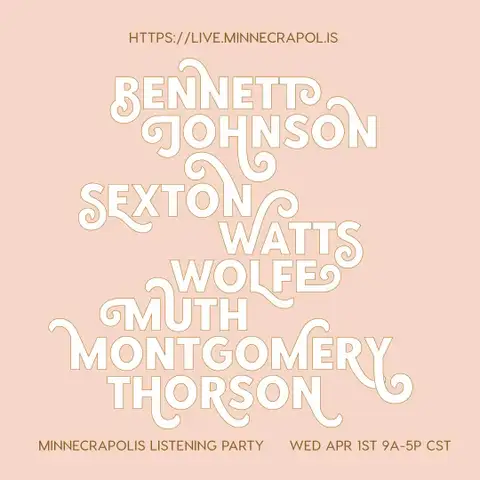 HTTPS://LIVE.MINNECRAPOL.IS
BENNETT
JOHNSON
SEXTON
WATTS
WOLFE
MUTH
MONTGOMERY
THORSON
MINNECRAPOLIS LISTENING PARTY WED APR 1ST 9A-5P CST